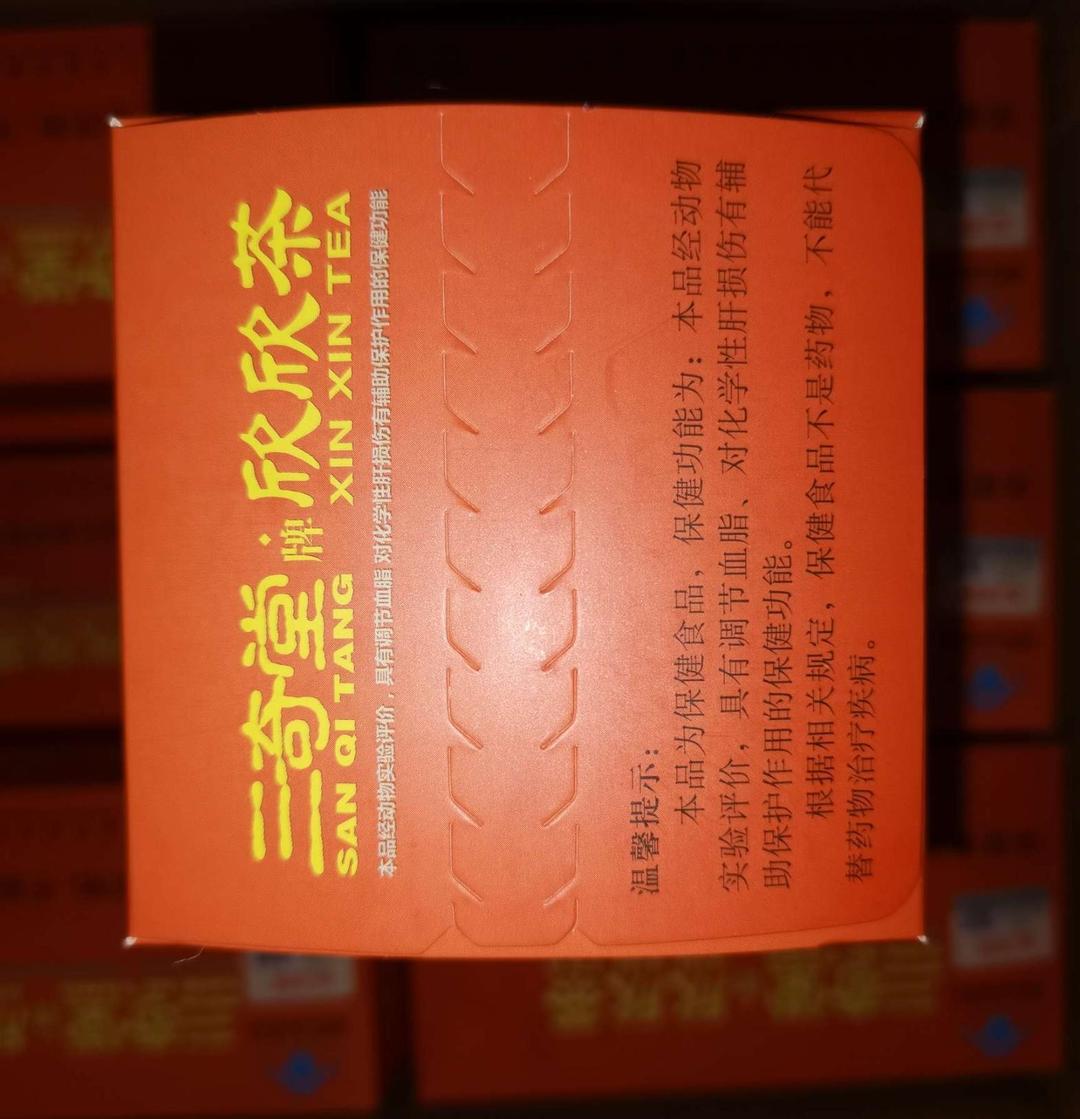 三奇堂牌欣欣茶
SAN QI TANG XIN XIN TEA
本品经动物实验评价，具有调节血脂 对化学性肝损伤有辅助保护作用的保健功能
温馨提示：
本品为保健食品，保健功能为：本品经动物
实验评价，具有调节血脂、对化学性肝损伤有辅
助保护作用的保健功能。
根据相关规定，保健食品不是药物，不能代
替药物治疗疾病。